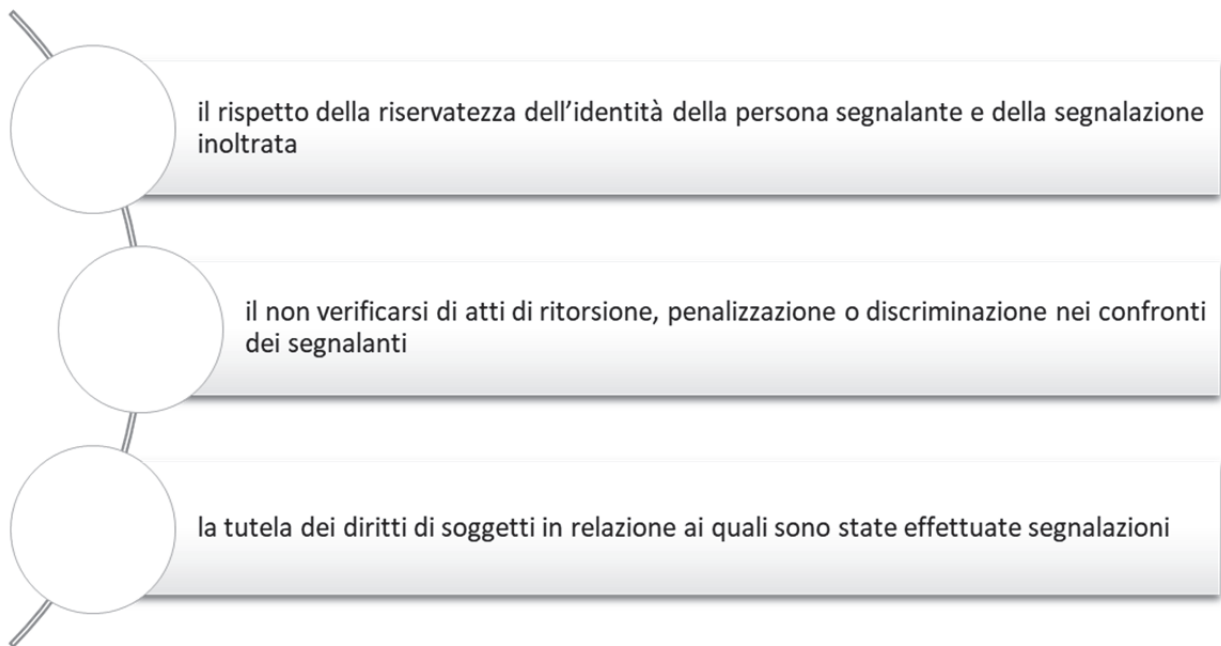 il rispetto della riservatezza dell’identità della persona segnalante e della segnalazione
inoltrata
il non verificarsi di atti di ritorsione, penalizzazione o discriminazione nei confronti
dei segnalanti
la tutela dei diritti di soggetti in relazione ai quali sono state effettuate segnalazioni